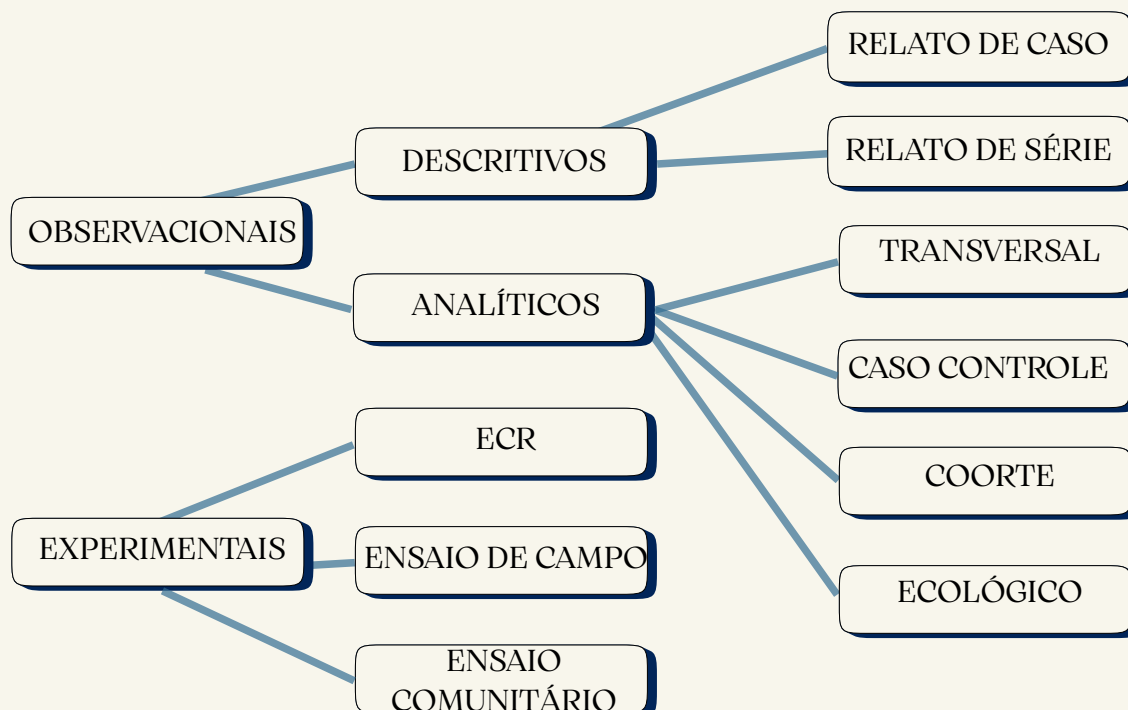 OBSERVACIONAIS
DESCRITIVOS
RELATO DE CASO
RELATO DE SÉRIE
ANALÍTICOS
TRANSVERSAL
CASO CONTROLE
COORTE
ECOLÓGICO
EXPERIMENTAIS
ECR
ENSAIO DE CAMPO
ENSAIO
COMUNITÁRIO